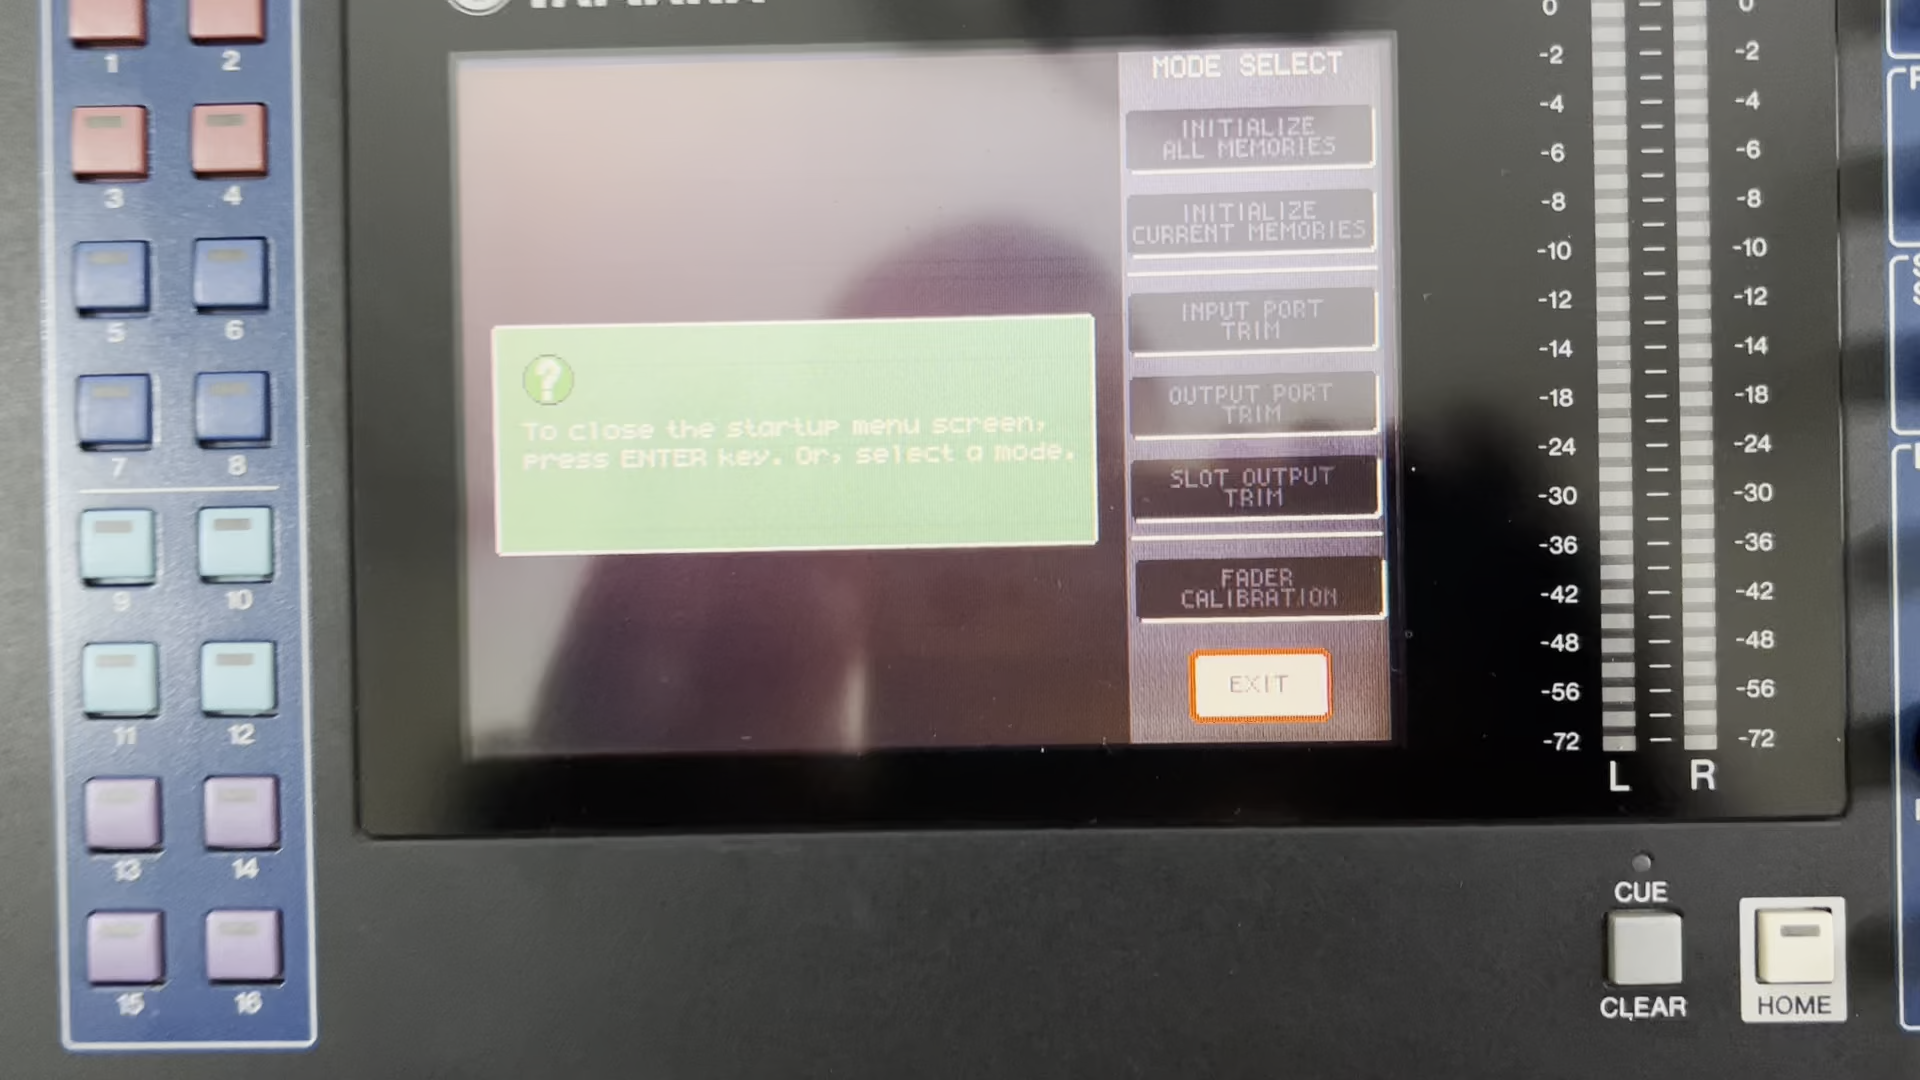 YAMAHA
MODE SELECT
INITIALIZE
ALL MEMORIES
INITIALIZE
CURRENT MEMORIES
INPUT PORT
TRIM
OUTPUT PORT
TRIM
SLOT OUTPUT
TRIM
FADER
CALIBRATION
EXIT
To close the startup menu screen,
press ENTER key. Or, select a mode.
1 2
3 4
5 6
7 8
9 10
11 12
13 14
15 16
0 0
-2 -2
-4 -4
-6 -6
-8 -8
-10 -10
-12 -12
-14 -14
-18 -18
-24 -24
-30 -30
-36 -36
-42 -42
-48 -48
-56 -56
-72 -72
L R
CUE
CLEAR
HOME